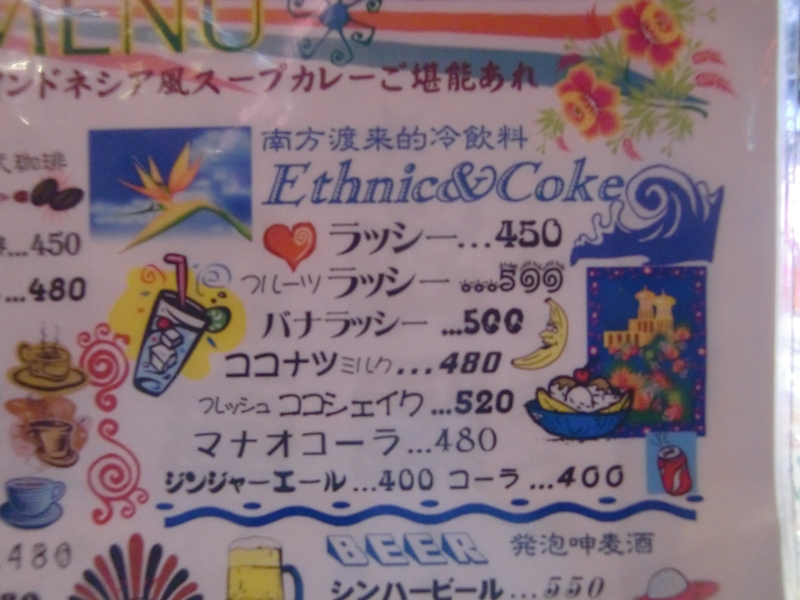 MENU
インドネシア風スープカレーご堪能あれ
式珈琲
南方渡来的冷飲料
Ethnic&Coke
ラッシー...450
...450
フルーツ ラッシー ...500
...480
バナラッシー ...500
ココナツミルク...480
フレッシュ ココシェイク...520
マナオコーラ...480
ジンジャーエール...400 コーラ...400
.480
BEER 発泡呻麦酒
シンハービール...550